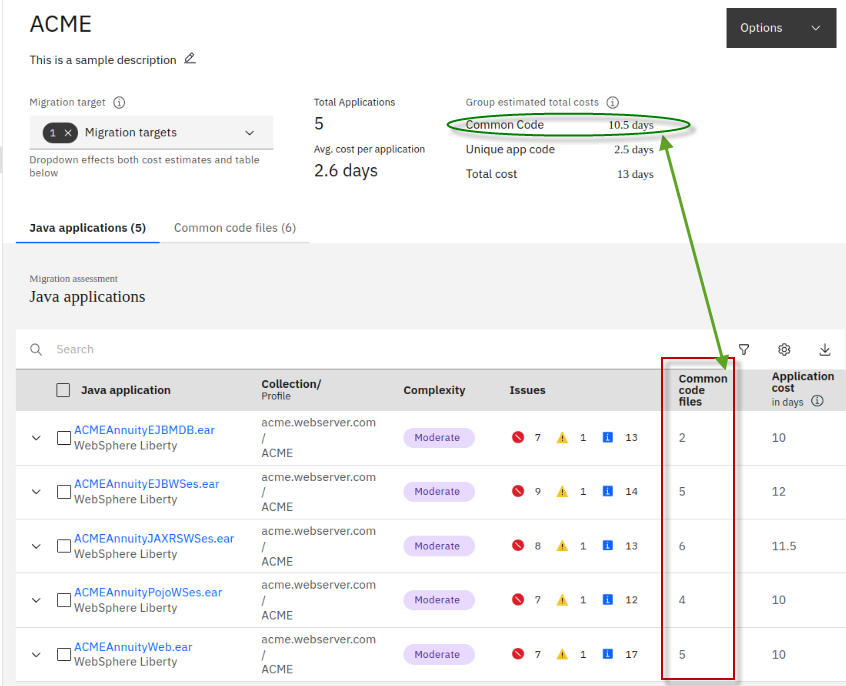 ACME
Options
This is a sample description
Migration target
1 × Migration targets
Dropdown effects both cost estimates and table
below
Total Applications
5
Avg. cost per application
2.6 days
Group estimated total costs
Common Code 10.5 days
Unique app code 2.5 days
Total cost 13 days
Java applications (5) Common code files (6)
Migration assessment
Java applications
Search
Java application
Collection/
Profile
Complexity
Issues
Common
code
files
Application
cost
in days
ACMEAnnuityEJBMDB.ear
WebSphere Liberty
acme.webserver.com
/
ACME
Moderate
7 1 13
2
10
ACMEAnnuityEJBWSes.ear
WebSphere Liberty
acme.webserver.com
/
ACME
Moderate
9 1 14
5
12
ACMEAnnuityJAXRSWSes.ear
WebSphere Liberty
acme.webserver.com
/
ACME
Moderate
8 1 13
6
11.5
ACMEAnnuityPojoWSes.ear
WebSphere Liberty
acme.webserver.com
/
ACME
Moderate
7 1 12
4
10
ACMEAnnuityWeb.ear
WebSphere Liberty
acme.webserver.com
/
ACME
Moderate
7 1 17
5
10